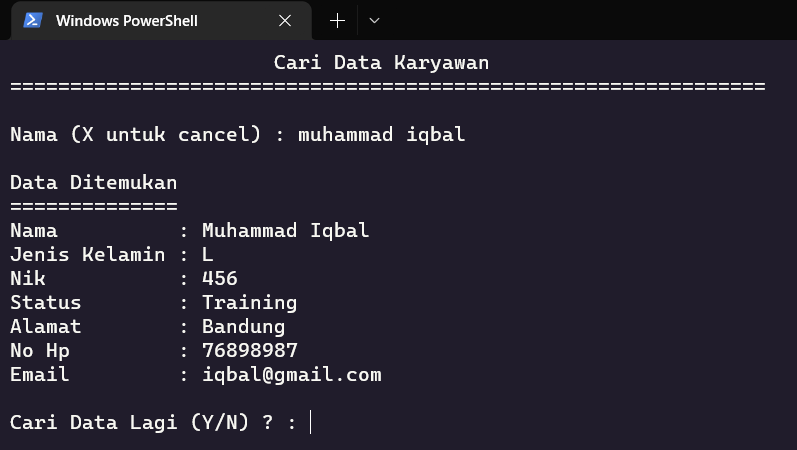 Windows PowerShell
Cari Data Karyawan
===============================================================
Nama (X untuk cancel) : muhammad iqbal
Data Ditemukan
==============
Nama          : Muhammad Iqbal
Jenis Kelamin : L
Nik           : 456
Status        : Training
Alamat        : Bandung
No Hp         : 76898987
Email         : iqbal@gmail.com
Cari Data Lagi (Y/N) ? :